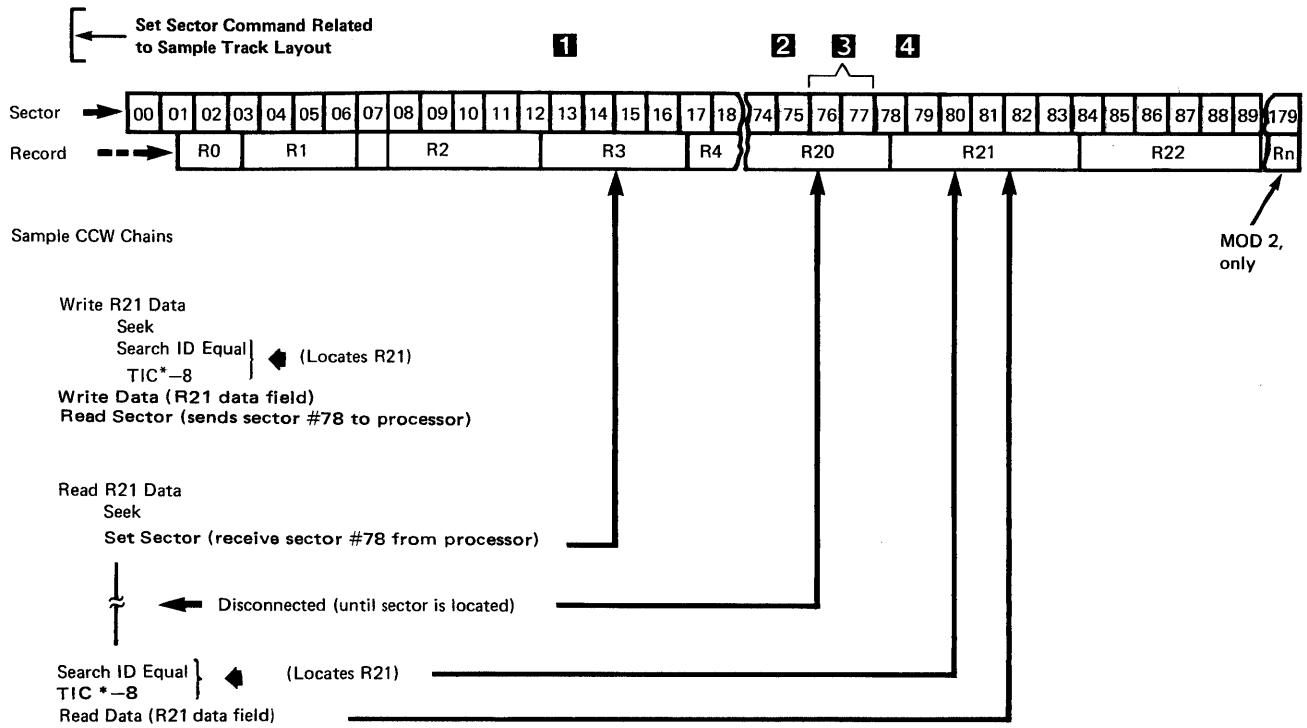 Set Sector Command Related
to Sample Track Layout
1 2 3 4
Sector 00 01 02 03 04 05 06 07 08 09 10 11 12 13 14 15 16 17 18 74 75 76 77 78 79 80 81 82 83 84 85 86 87 88 89 179
Record R0 R1 R2 R3 R4 R20 R21 R22 Rn
Sample CCW Chains
MOD 2,
only
Write R21 Data
Seek
Search ID Equal
(Locates R21)
TIC*–8
Write Data (R21 data field)
Read Sector (sends sector #78 to processor)
Read R21 Data
Seek
Set Sector (receive sector #78 from processor)
Disconnected (until sector is located)
Search ID Equal
(Locates R21)
TIC *–8
Read Data (R21 data field)